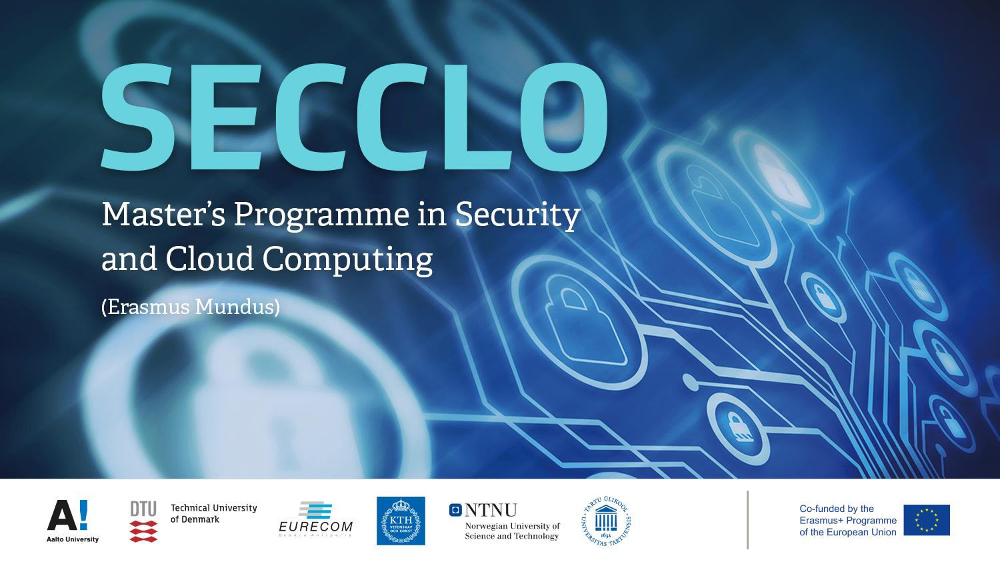 SECCLO
Master’s Programme in Security
and Cloud Computing
(Erasmus Mundus)
A!
Aalto University
DTU
Technical University
of Denmark
EURECOM
Sophia Antipolis
KTH
VETENSKAP
OCH KONST
NTNU
Norwegian University of
Science and Technology
TARTU ÜLIKOOL
UNIVERSITAS TARTUENSIS
1632
Co-funded by the
Erasmus+ Programme
of the European Union